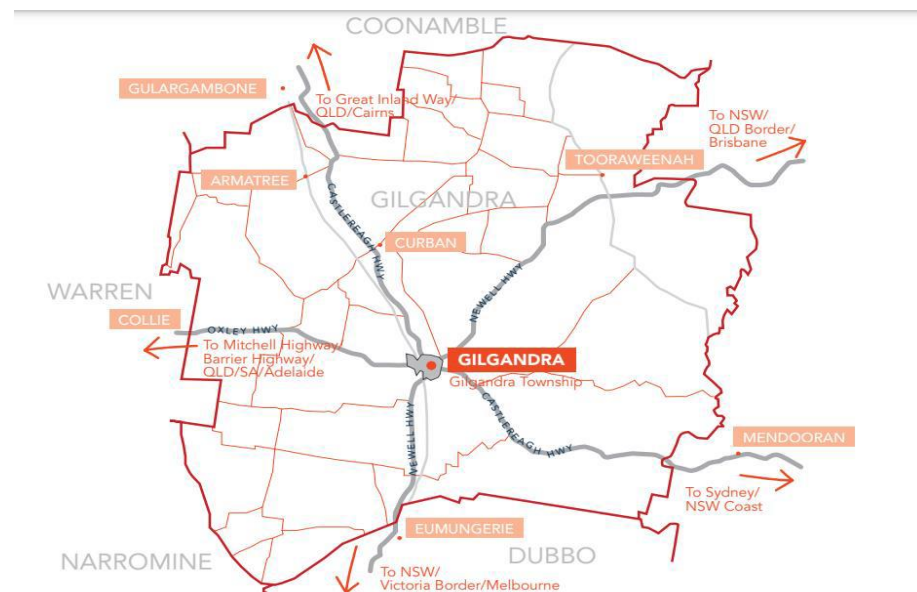 COONAMBLE
GULARGAMBONE
To Great Inland Way/
QLD/Cairns
To NSW/
QLD Border/
Brisbane
TOORAWEENAH
ARMATREE
GILGANDRA
CASTLEREAGH HWY
CURBAN
NEWELL HWY
WARREN
COLLIE
OXLEY HWY
To Mitchell Highway/
Barrier Highway/
QLD/SA/Adelaide
GILGANDRA
Gilgandra Township
CASTLEREAGH HWY
NEWELL HWY
MENDOORAN
To Sydney/
NSW Coast
EUMUNGERIE
NARROMINE
DUBBO
To NSW/
Victoria Border/Melbourne